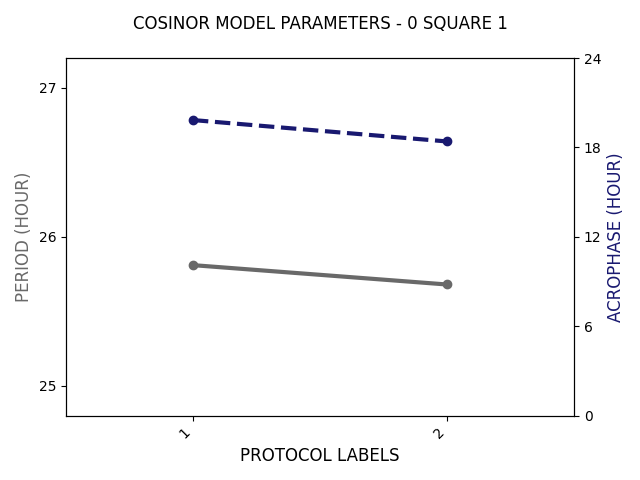 COSINOR MODEL PARAMETERS - 0 SQUARE 1
27
26
25
PERIOD (HOUR)
24
18
12
6
0
ACROPHASE (HOUR)
1
2
PROTOCOL LABELS